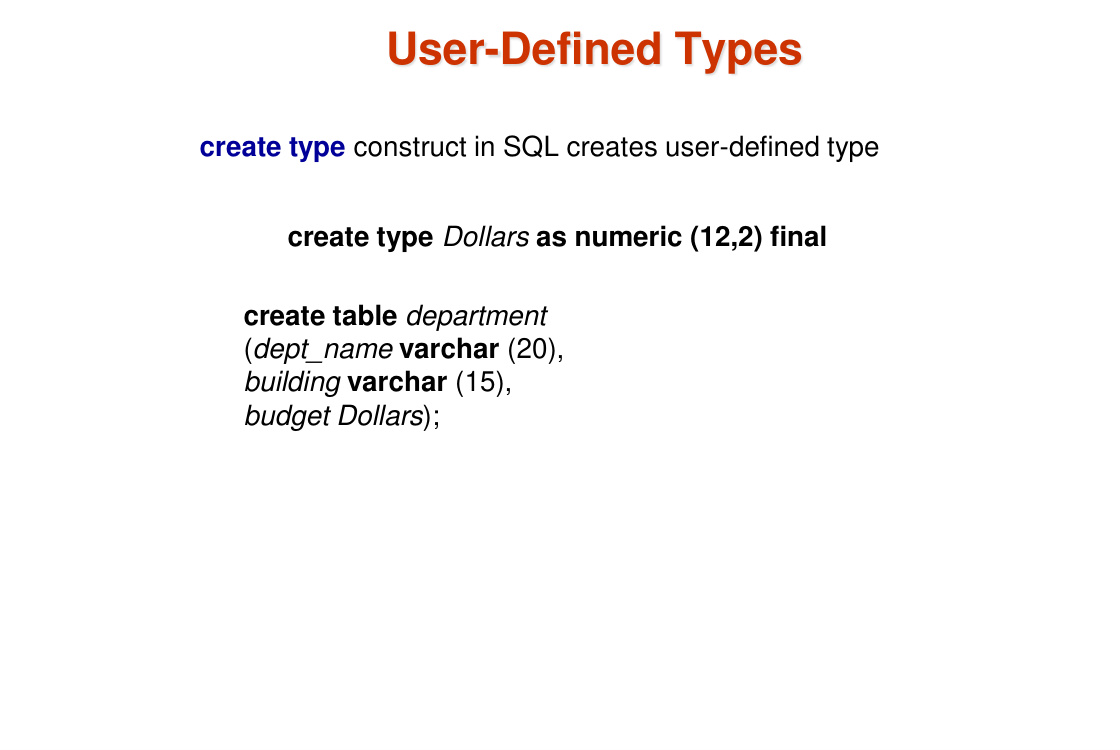 User-Defined Types
create type construct in SQL creates user-defined type
create type Dollars as numeric (12,2) final
create table department
(dept_name varchar (20),
building varchar (15),
budget Dollars);